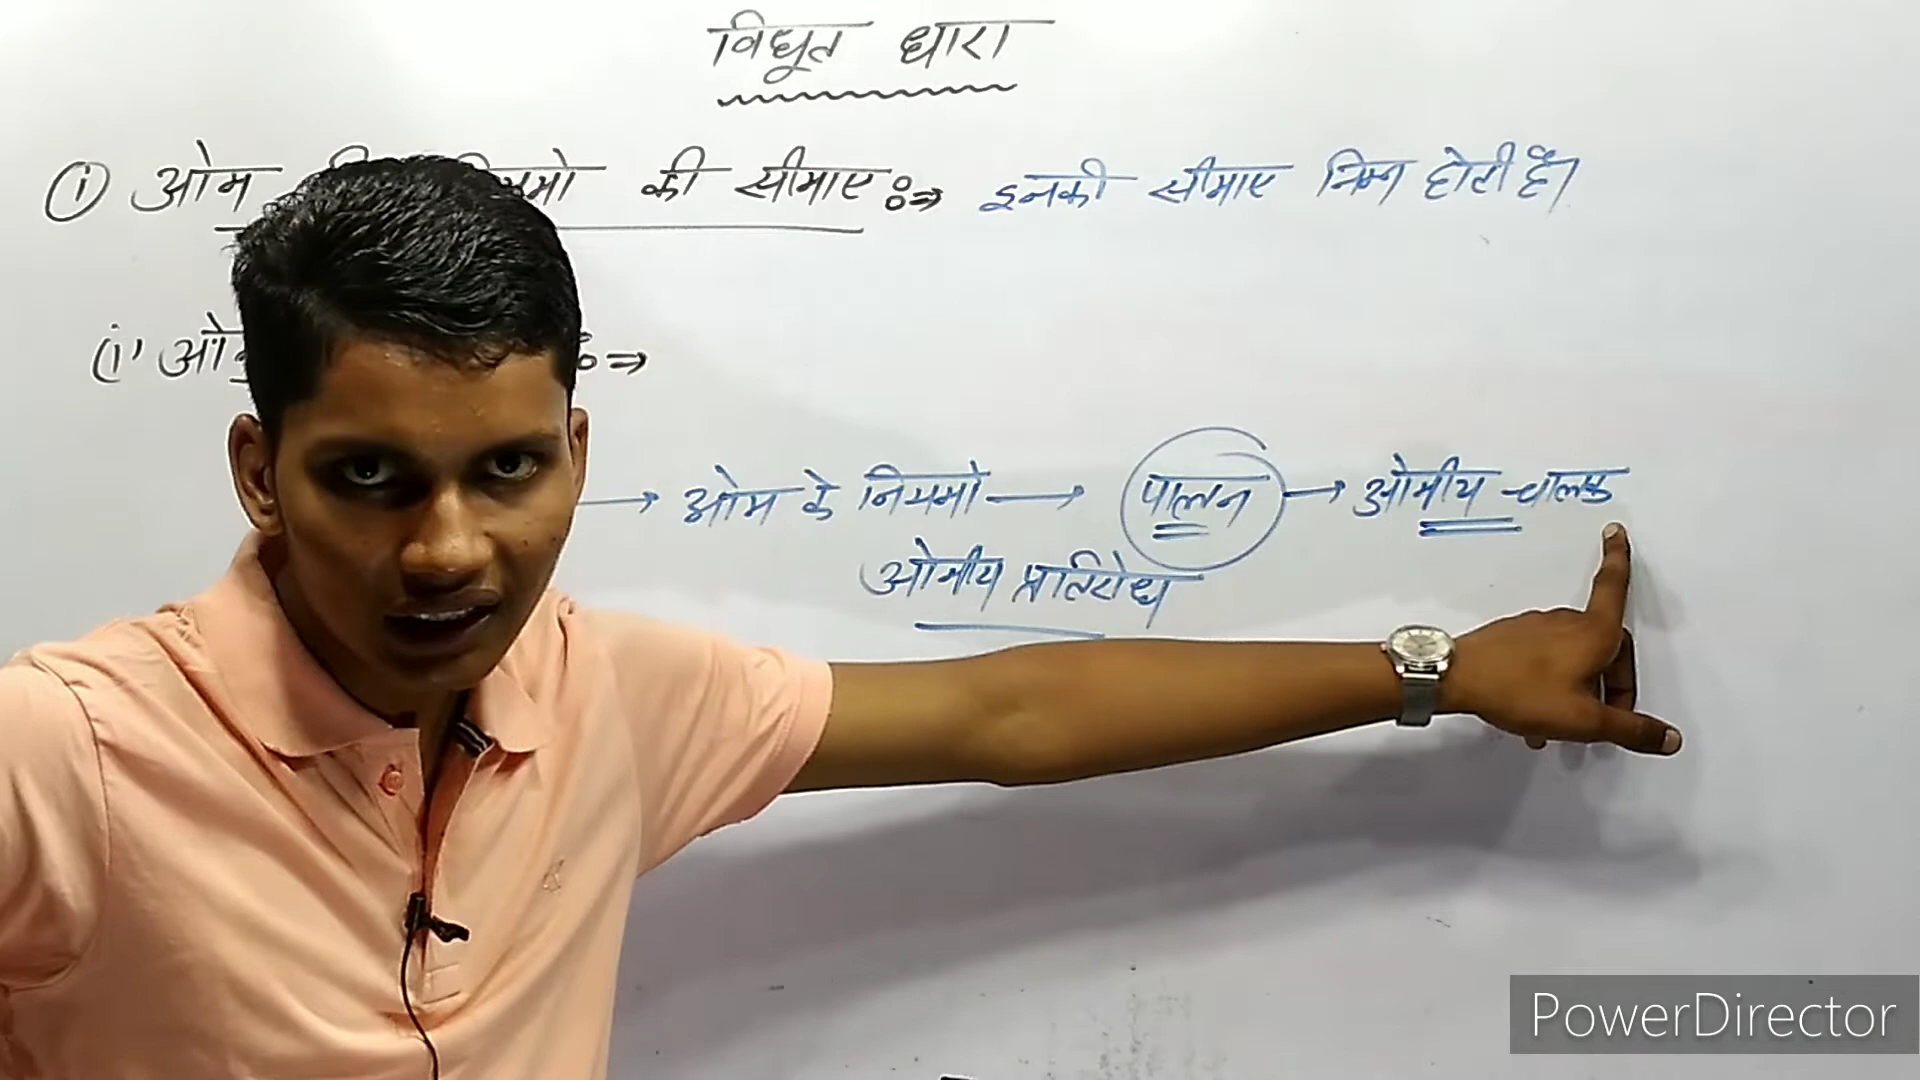 विधूत धारा
(i) ओम की सीमाए :⇒ इनकी सीमाए निम्न होती हैं।
(i) :⇒
→ ओम के नियमो → पालन → ओमीय चालक
ओमीय प्रतिरोध
PowerDirector